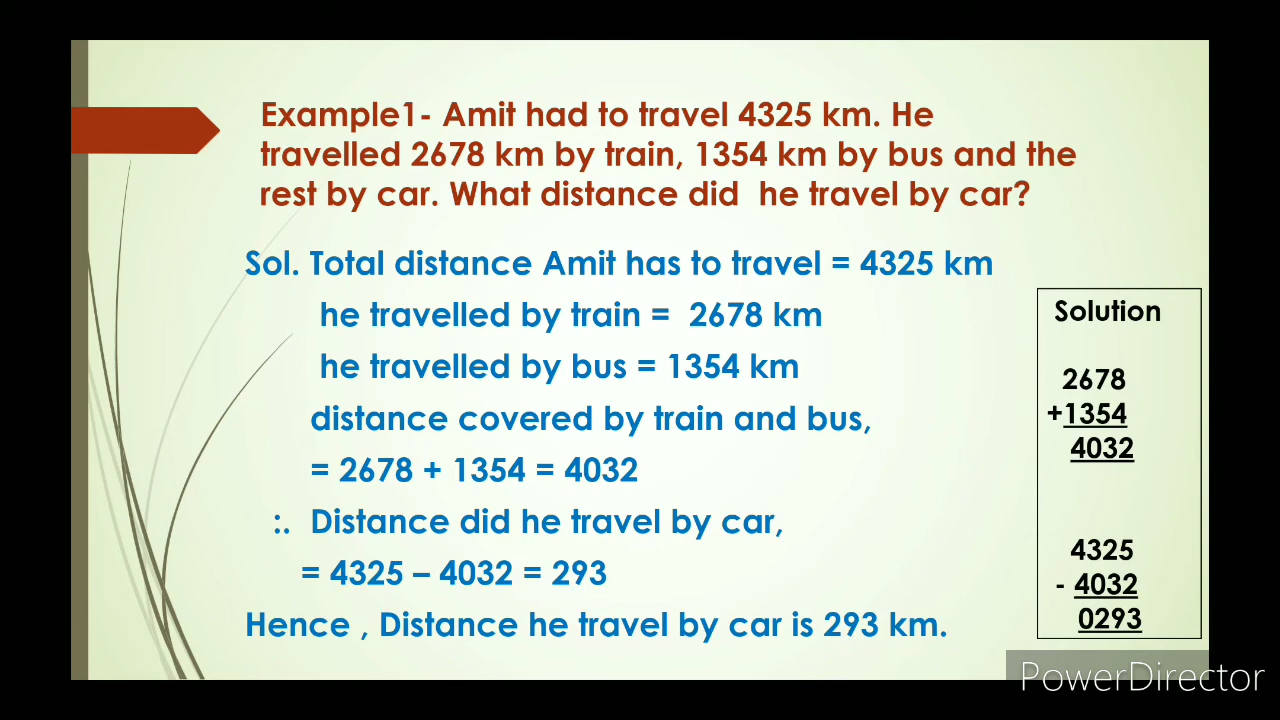 Example1- Amit had to travel 4325 km. He
travelled 2678 km by train, 1354 km by bus and the
rest by car. What distance did  he travel by car?
Sol. Total distance Amit has to travel = 4325 km
he travelled by train =  2678 km
he travelled by bus = 1354 km
distance covered by train and bus,
= 2678 + 1354 = 4032
:.  Distance did he travel by car,
= 4325 – 4032 = 293
Hence , Distance he travel by car is 293 km.
Solution
2678
+1354
4032
4325
- 4032
0293
PowerDirector